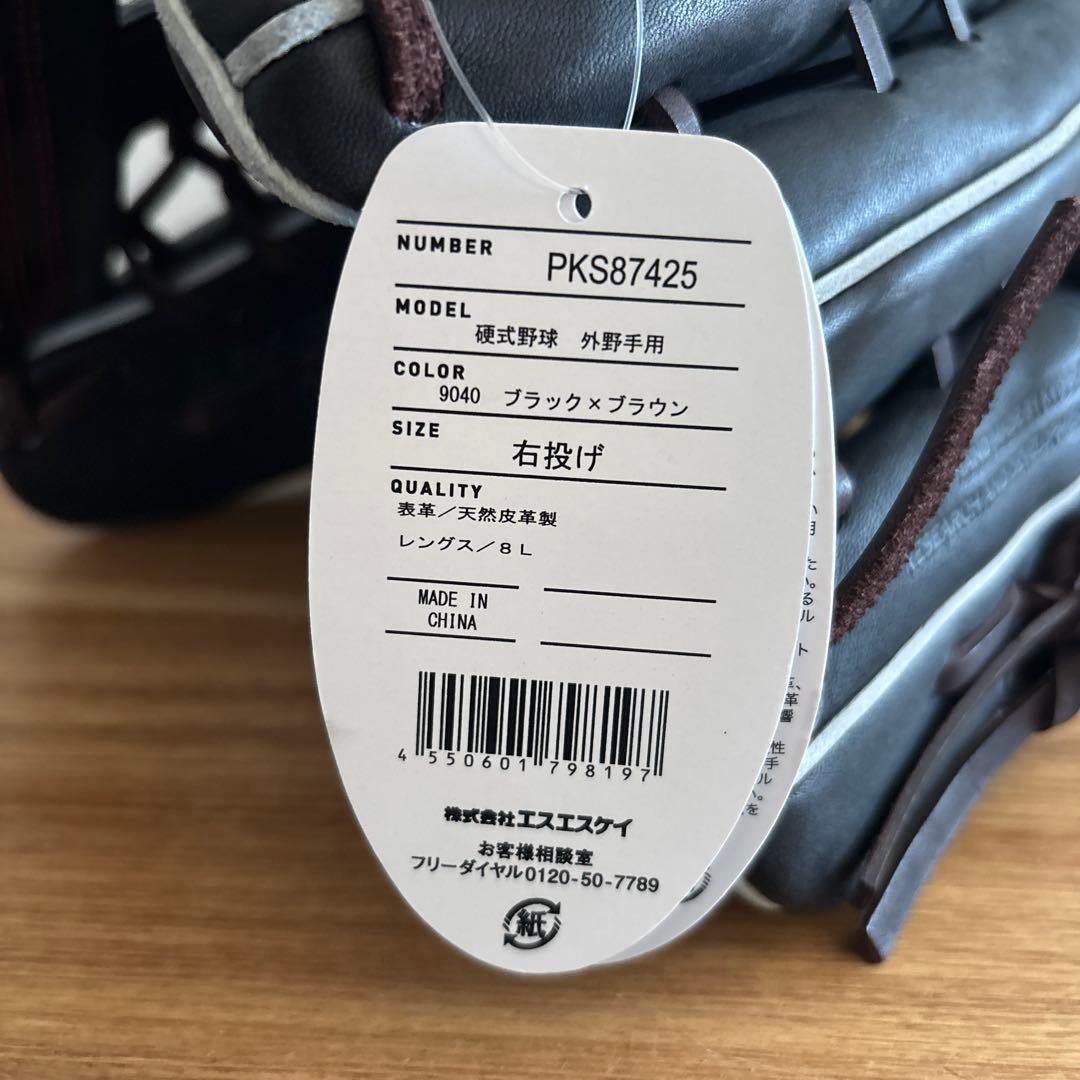 NUMBER PKS87425
MODEL 硬式野球 外野手用
COLOR 9040 ブラック×ブラウン
SIZE 右投げ
QUALITY
表革/天然皮革製
レングス/8L
MADE IN
CHINA
4 550601 798197
株式会社エスエスケイ
お客様相談室
フリーダイヤル0120-50-7789
紙